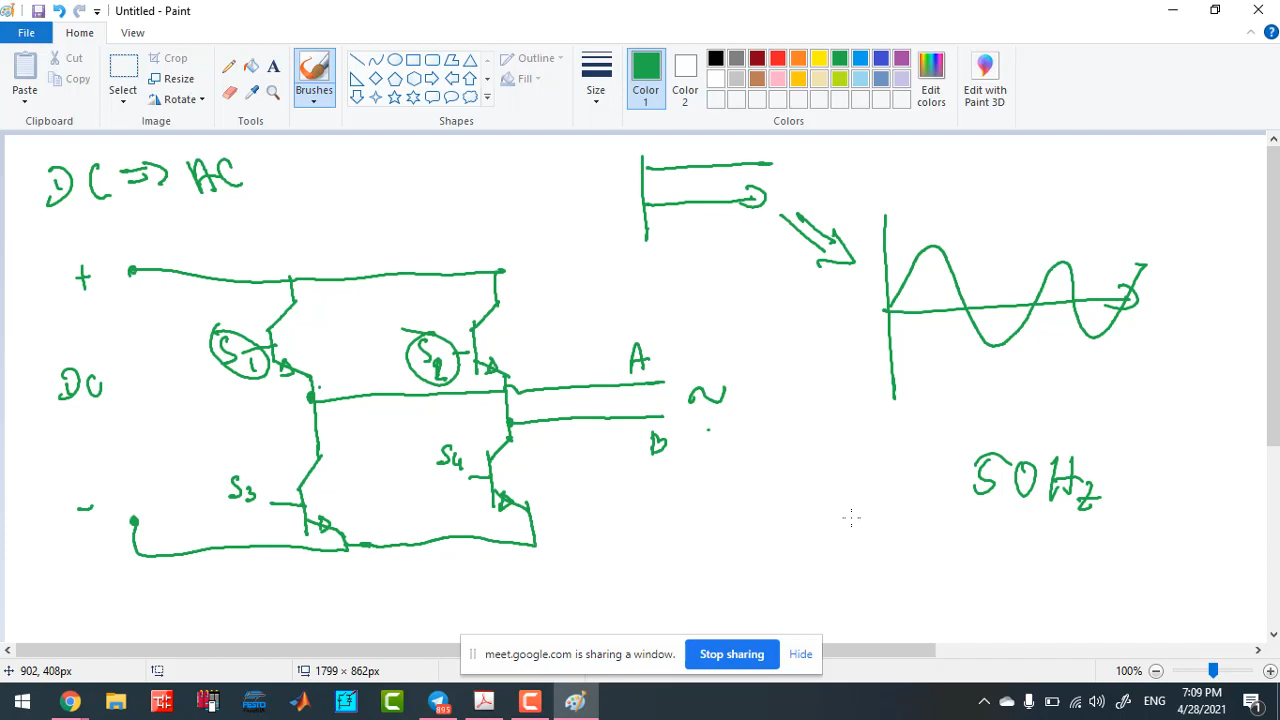 Untitled - Paint
File
Home
View
Paste
Cut
Copy
Clipboard
Select
Crop
Resize
Rotate
Image
Tools
Brushes
Shapes
Outline
Fill
Size
Color 1
Color 2
Edit colors
Colors
Edit with Paint 3D
DC ⇒ AC
+
S1
S2
A
DC
~
B
S4
S3
-
50Hz
meet.google.com is sharing a window.
Stop sharing
Hide
902, 408px
1799 × 862px
100%
895
ENG
7:09 PM
4/28/2021
1